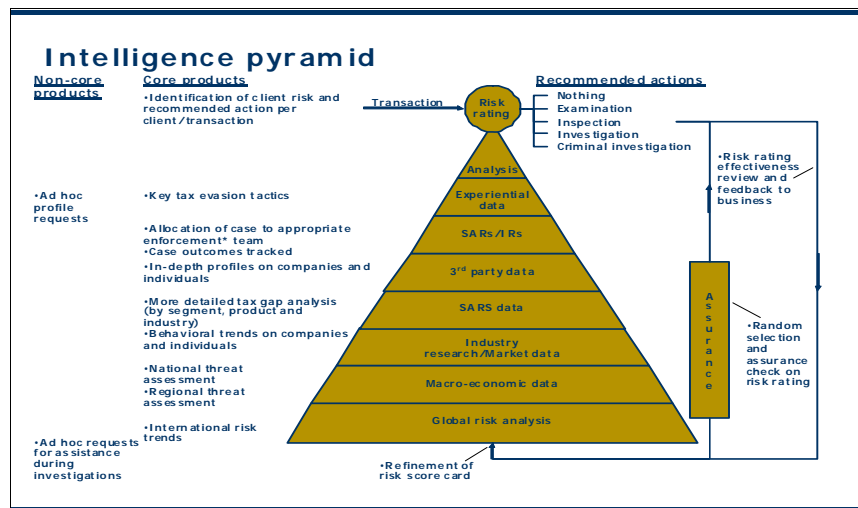 Intelligence pyramid
Non-core
products
Core products
•Identification of client risk and
recommended action per
client/transaction
Transaction
Risk
rating
Recommended actions
Nothing
Examination
Inspection
Investigation
Criminal investigation
•Risk rating
effectiveness
review and
feedback to
business
•Ad hoc
profile
requests
•Key tax evasion tactics
•Allocation of case to appropriate
enforcement* team
•Case outcomes tracked
•In-depth profiles on companies and
individuals
•More detailed tax gap analysis
(by segment, product and
industry)
•Behavioral trends on companies
and individuals
•National threat
assessment
•Regional threat
assessment
•International risk
trends
•Ad hoc requests
for assistance
during
investigations
Analysis
Experiential
data
SARs/IRs
3rd party data
SARS data
Industry
research/Market data
Macro-economic data
Global risk analysis
Assurance
•Random
selection
and
assurance
check on
risk rating
•Refinement of
risk score card